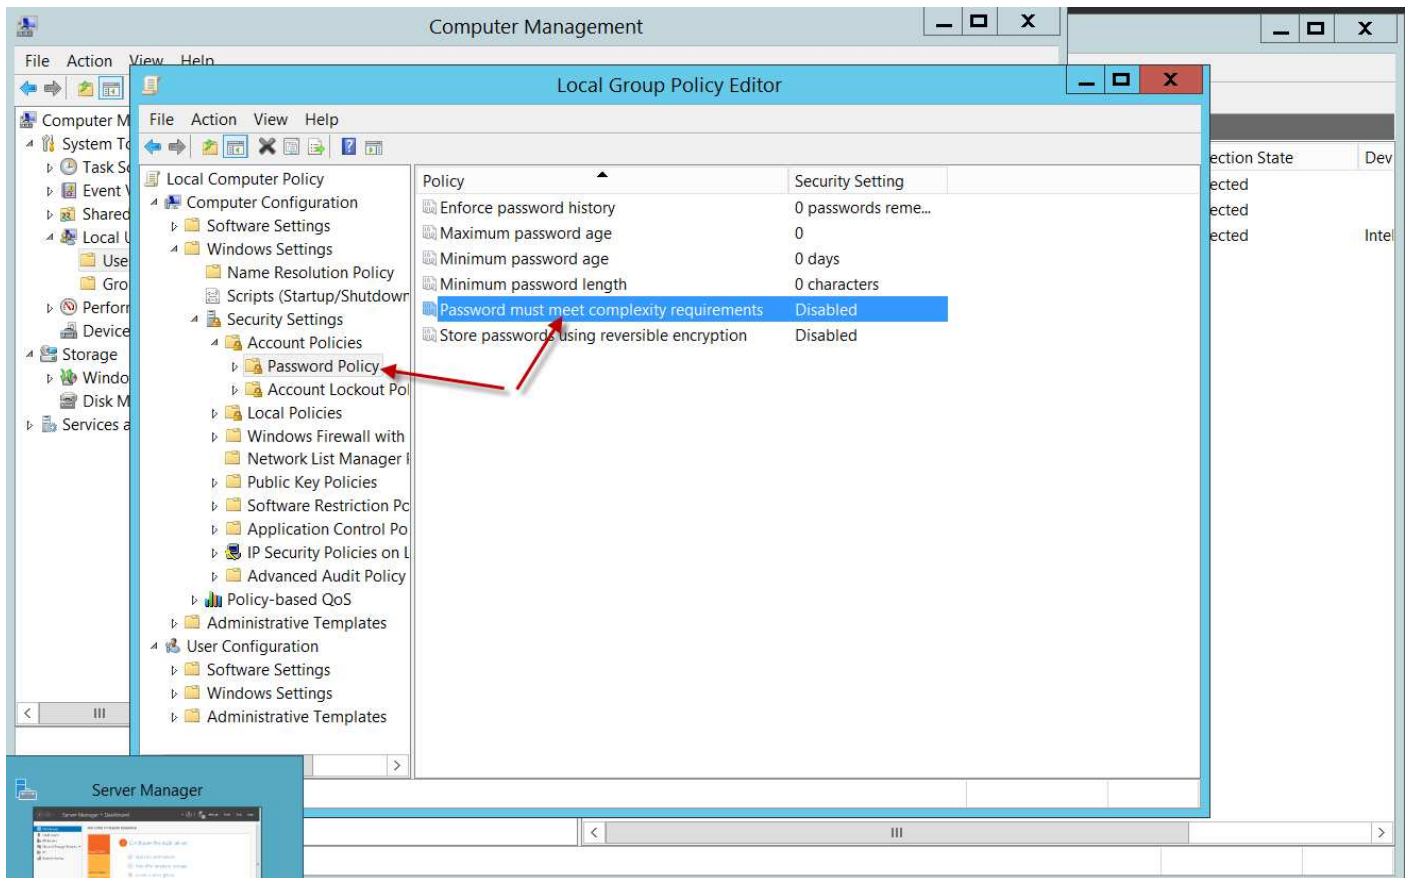 Computer Management
File Action View Help
Computer M
System To
Task Sc
Event V
Shared
Local U
Use
Gro
Perfor
Device
Storage
Windo
Disk M
Services a
Local Group Policy Editor
File Action View Help
Local Computer Policy
Computer Configuration
Software Settings
Windows Settings
Name Resolution Policy
Scripts (Startup/Shutdown
Security Settings
Account Policies
Password Policy
Account Lockout Pol
Local Policies
Windows Firewall with
Network List Manager P
Public Key Policies
Software Restriction Po
Application Control Po
IP Security Policies on L
Advanced Audit Policy
Policy-based QoS
Administrative Templates
User Configuration
Software Settings
Windows Settings
Administrative Templates
Policy Security Setting
Enforce password history 0 passwords reme...
Maximum password age 0
Minimum password age 0 days
Minimum password length 0 characters
Password must meet complexity requirements Disabled
Store passwords using reversible encryption Disabled
ection State Dev
ected
ected
ected Intel
Server Manager